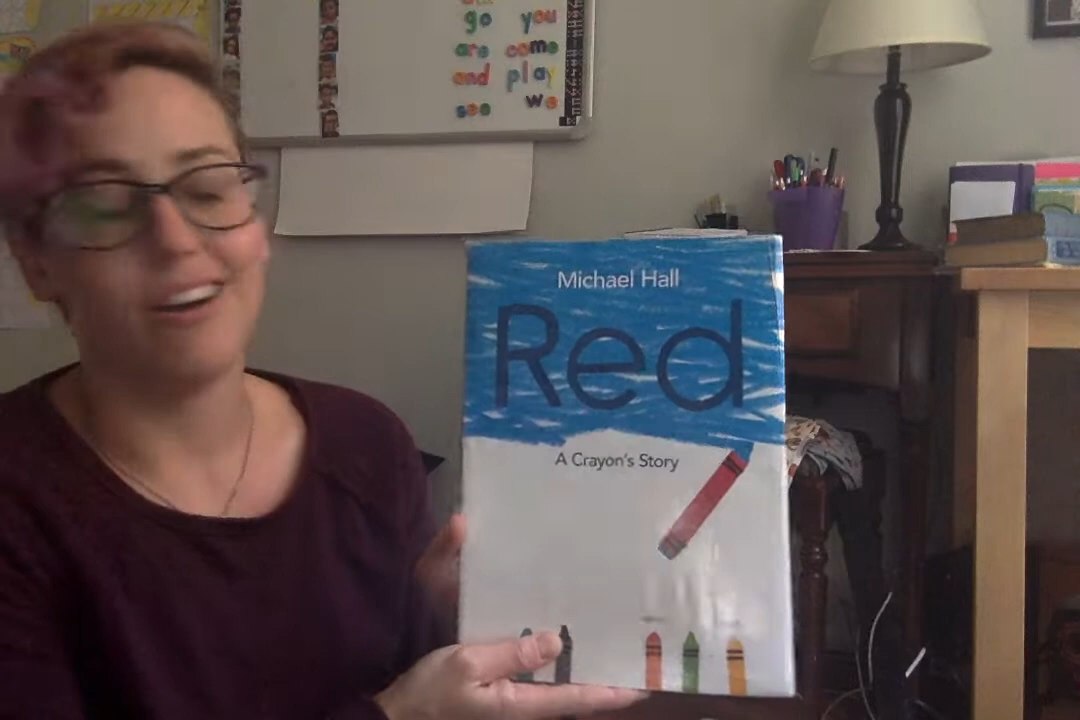 go you
are come
and play
see we
Michael Hall
Red
A Crayon's Story